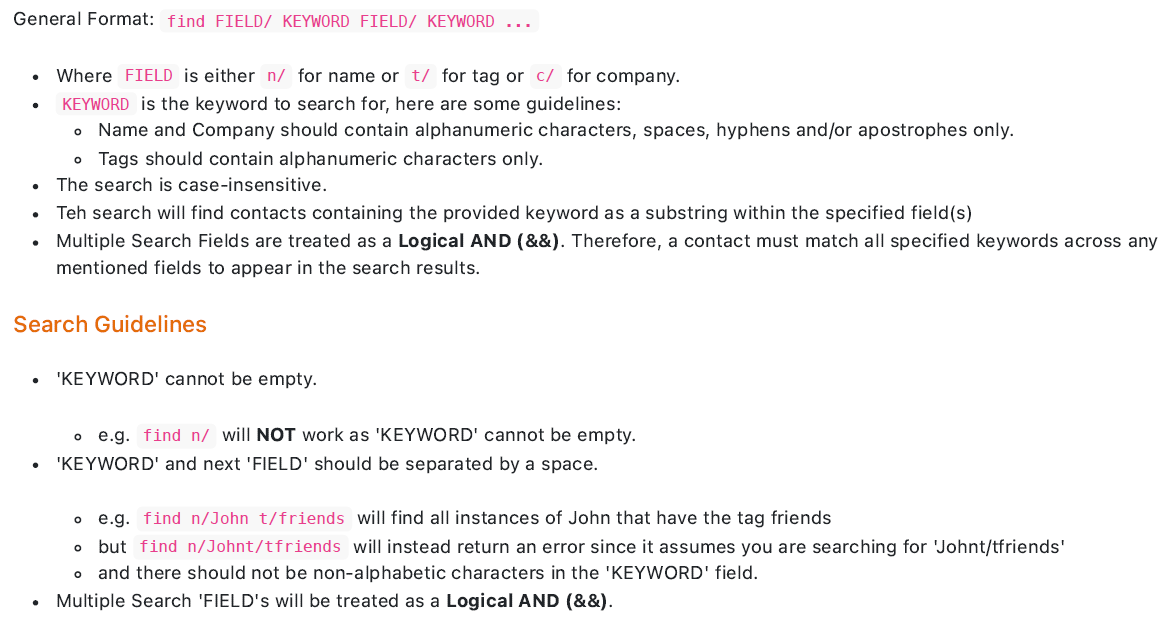 General Format: find FIELD/ KEYWORD FIELD/ KEYWORD ...
• Where FIELD is either n/ for name or t/ for tag or c/ for company.
• KEYWORD is the keyword to search for, here are some guidelines:
◦ Name and Company should contain alphanumeric characters, spaces, hyphens and/or apostrophes only.
◦ Tags should contain alphanumeric characters only.
• The search is case-insensitive.
• Teh search will find contacts containing the provided keyword as a substring within the specified field(s)
• Multiple Search Fields are treated as a Logical AND (&&). Therefore, a contact must match all specified keywords across any
mentioned fields to appear in the search results.
Search Guidelines
• 'KEYWORD' cannot be empty.
◦ e.g. find n/ will NOT work as 'KEYWORD' cannot be empty.
• 'KEYWORD' and next 'FIELD' should be separated by a space.
◦ e.g. find n/John t/friends will find all instances of John that have the tag friends
◦ but find n/Johnt/tfriends will instead return an error since it assumes you are searching for 'Johnt/tfriends'
◦ and there should not be non-alphabetic characters in the 'KEYWORD' field.
• Multiple Search 'FIELD's will be treated as a Logical AND (&&).